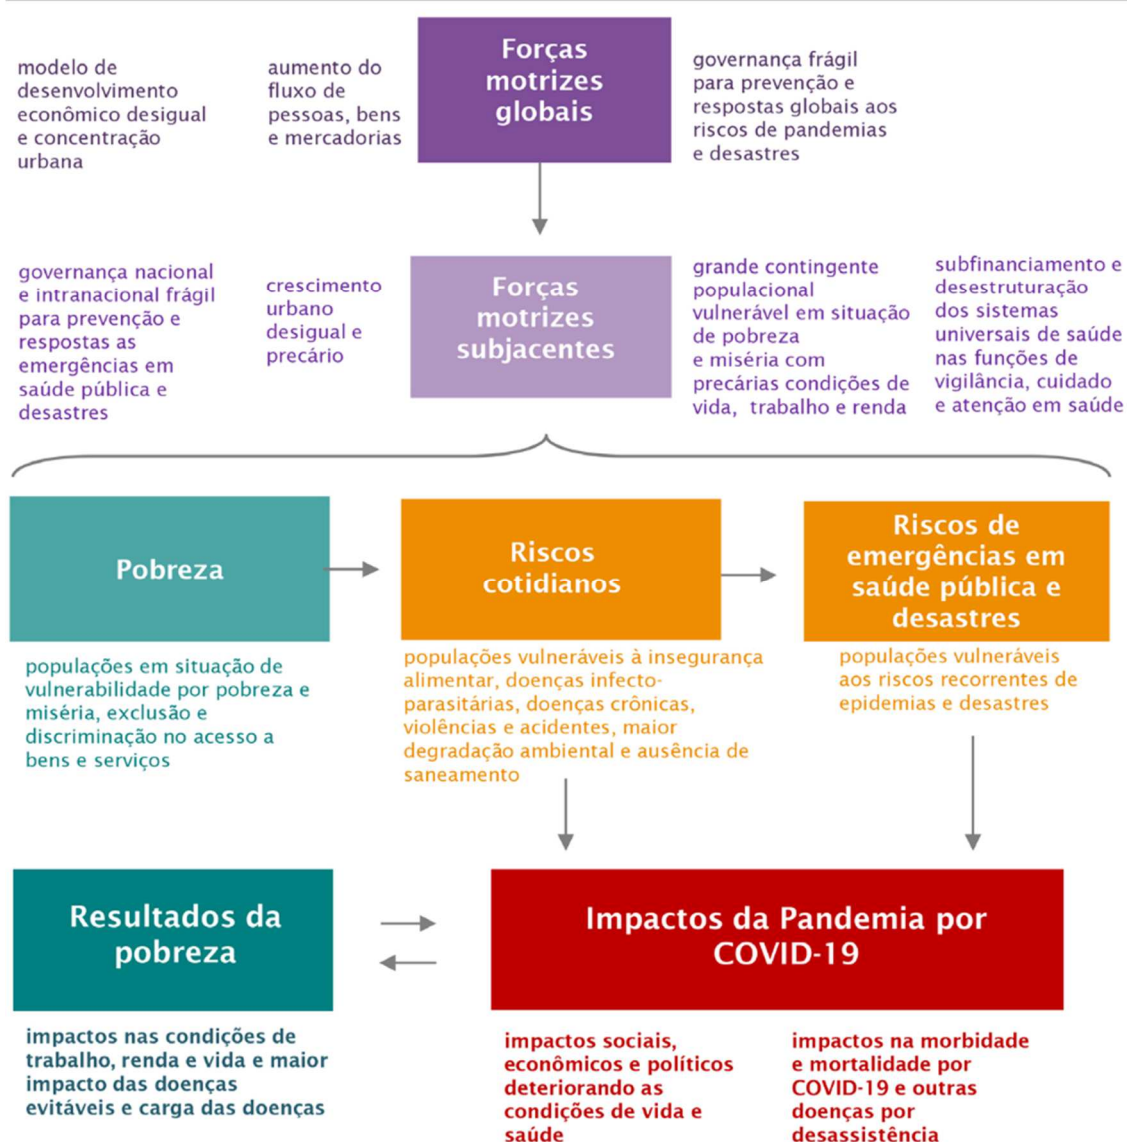 Forças
motrizes
globais
modelo de
desenvolvimento
econômico desigual
e concentração
urbana
aumento do
fluxo de
pessoas, bens
e mercadorias
governança frágil
para prevenção e
respostas globais aos
riscos de pandemias
e desastres
Forças
motrizes
subjacentes
governança nacional
e intranacional frágil
para prevenção e
respostas as
emergências em
saúde pública e
desastres
crescimento
urbano
desigual e
precário
grande contingente
populacional
vulnerável em situação
de pobreza
e miséria com
precárias condições de
vida, trabalho e renda
subfinanciamento e
desestruturação
dos sistemas
universais de saúde
nas funções de
vigilância, cuidado
e atenção em saúde
Pobreza
populações em situação de
vulnerabilidade por pobreza e
miséria, exclusão e
discriminação no acesso a
bens e serviços
Riscos
cotidianos
populações vulneráveis à insegurança
alimentar, doenças infecto-
parasitárias, doenças crônicas,
violências e acidentes, maior
degradação ambiental e ausência de
saneamento
Riscos de
emergências em
saúde pública e
desastres
populações vulneráveis
aos riscos recorrentes de
epidemias e desastres
Resultados da
pobreza
impactos nas condições de
trabalho, renda e vida e maior
impacto das doenças
evitáveis e carga das doenças
Impactos da Pandemia por
COVID-19
impactos sociais,
econômicos e políticos
deteriorando as
condições de vida e
saúde
impactos na morbidade
e mortalidade por
COVID-19 e outras
doenças por
desassistência